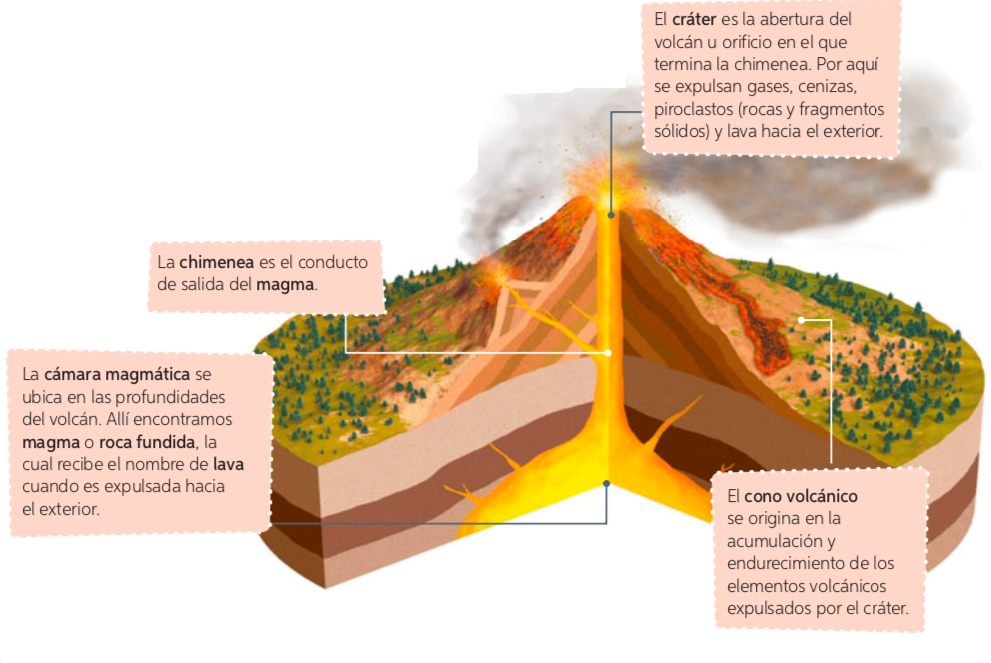 El cráter es la abertura del
volcán u orificio en el que
termina la chimenea. Por aquí
se expulsan gases, cenizas,
piroclastos (rocas y fragmentos
sólidos) y lava hacia el exterior.
La chimenea es el conducto
de salida del magma.
La cámara magmática se
ubica en las profundidades
del volcán. Allí encontramos
magma o roca fundida, la
cual recibe el nombre de lava
cuando es expulsada hacia
el exterior.
El cono volcánico
se origina en la
acumulación y
endurecimiento de los
elementos volcánicos
expulsados por el cráter.